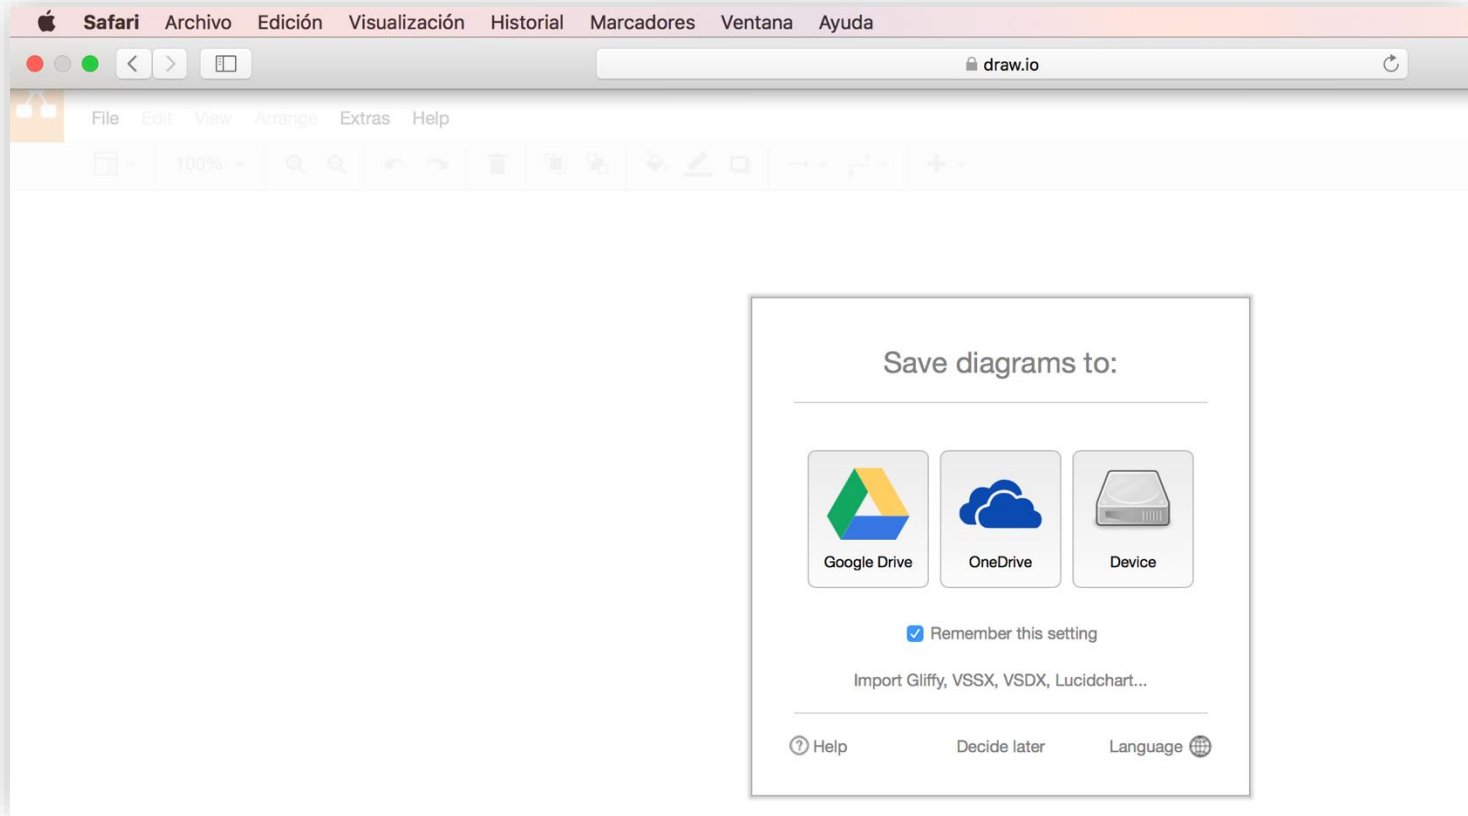 Safari Archivo Edición Visualización Historial Marcadores Ventana Ayuda
draw.io
File Edit View Arrange Extras Help
100%
Save diagrams to:
Google Drive OneDrive Device
Remember this setting
Import Gliffy, VSSX, VSDX, Lucidchart...
Help Decide later Language